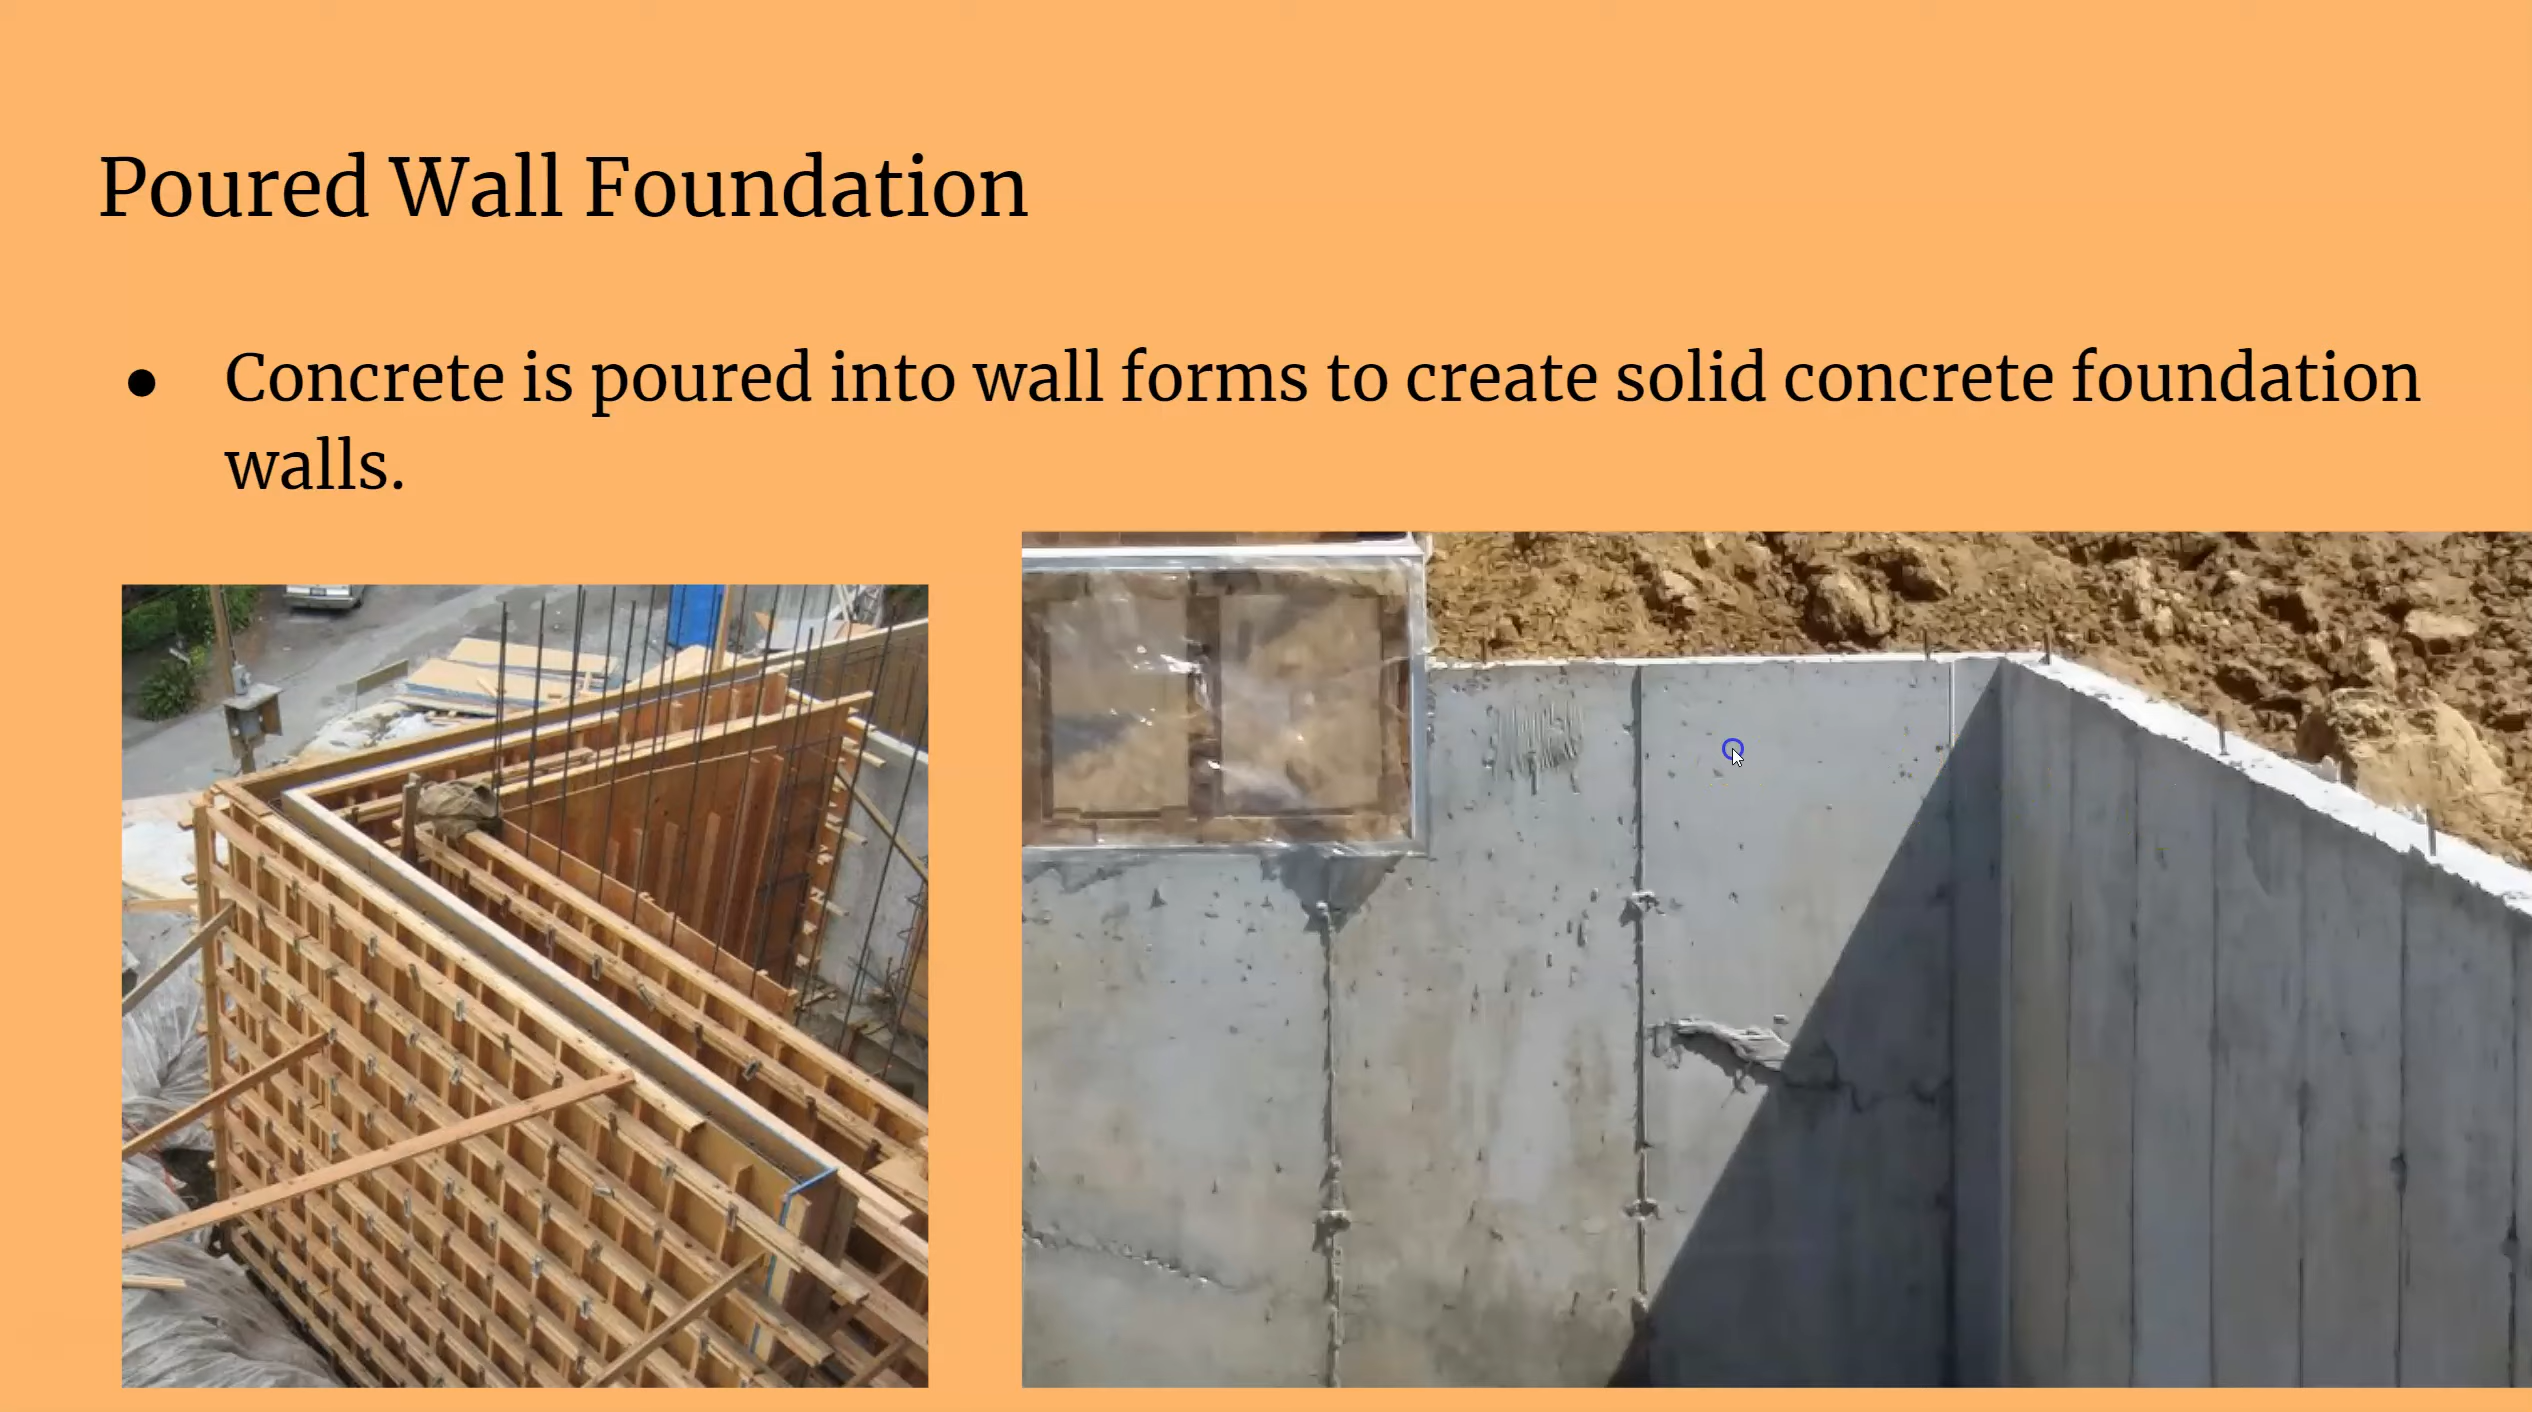 Poured Wall Foundation
● Concrete is poured into wall forms to create solid concrete foundation
walls.